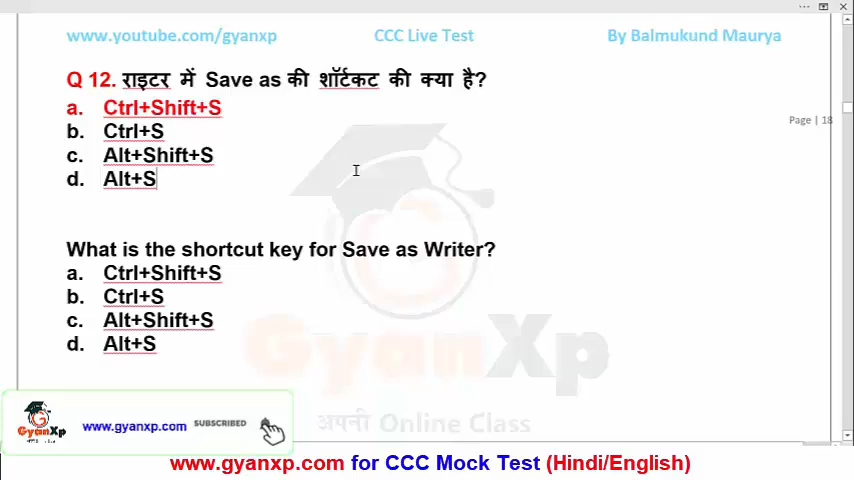 www.youtube.com/gyanxp CCC Live Test By Balmukund Maurya
Q 12. राइटर में Save as की शॉर्टकट की क्या है?
a. Ctrl+Shift+S
Page | 18
b. Ctrl+S
c. Alt+Shift+S
d. Alt+S
What is the shortcut key for Save as Writer?
a. Ctrl+Shift+S
b. Ctrl+S
c. Alt+Shift+S
d. Alt+S
GyanXp
अपनी Online Class
GyanXp www.gyanxp.com SUBSCRIBED
www.gyanxp.com for CCC Mock Test (Hindi/English)